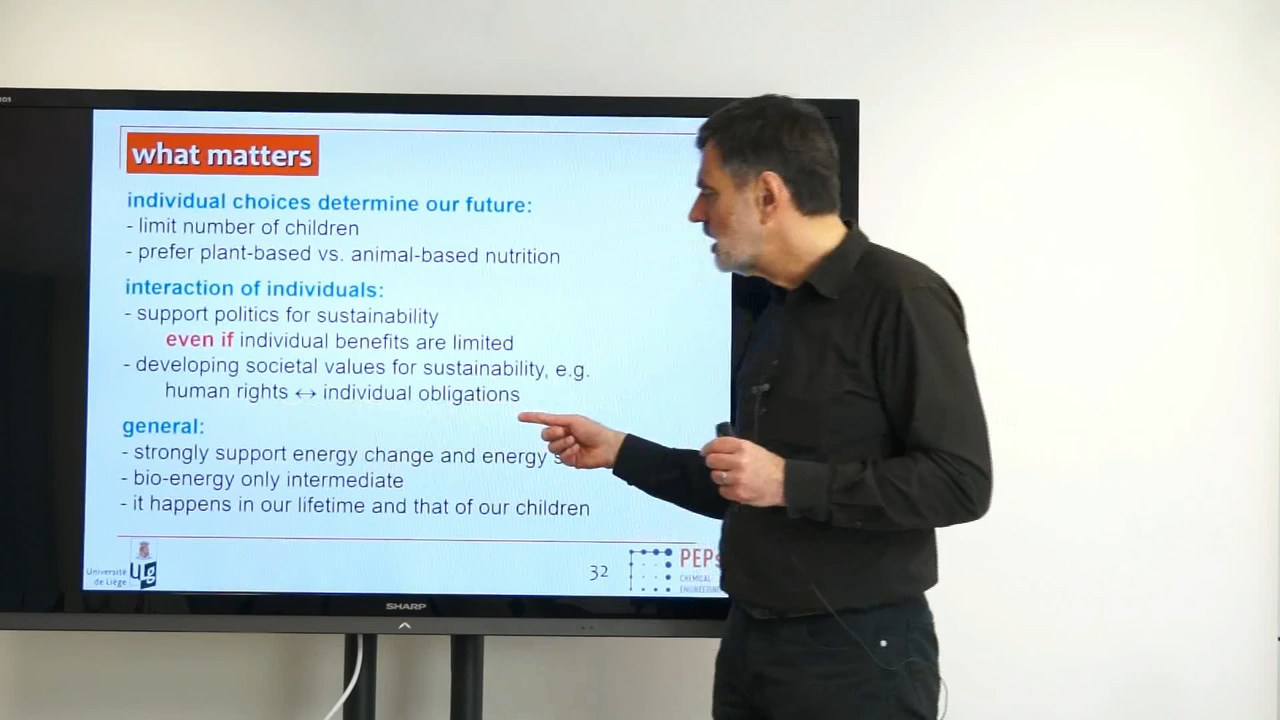 what matters
individual choices determine our future:
- limit number of children
- prefer plant-based vs. animal-based nutrition
interaction of individuals:
- support politics for sustainability
even if individual benefits are limited
- developing societal values for sustainability, e.g.
human rights ↔ individual obligations
general:
- strongly support energy change and energy
- bio-energy only intermediate
- it happens in our lifetime and that of our children
Université
de Liège
32
PEPs
CHEMICAL
ENGINEERING
SHARP